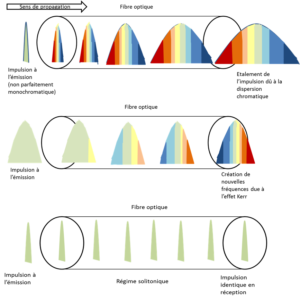 Sens de propagation
Fibre optique
Impulsion à
l'émission
(non parfaitement
monochromatique)
Etalement de
l'impulsion dû à la
dispersion
chromatique
Fibre optique
Impulsion à
l'émission
Création de
nouvelles
fréquences due à
l'effet Kerr
Fibre optique
Impulsion à
l'émission
Régime solitonique
Impulsion
identique en
réception